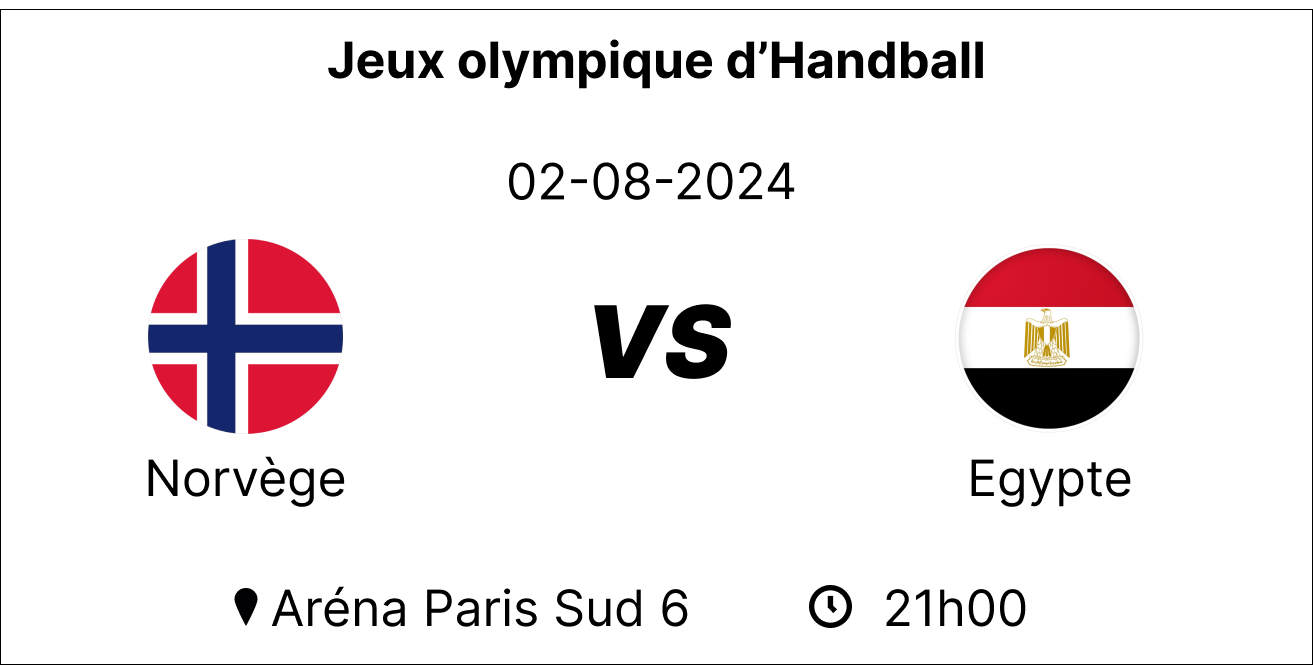 Jeux olympique d’Handball
02-08-2024
VS
Norvège
Egypte
Aréna Paris Sud 6
21h00